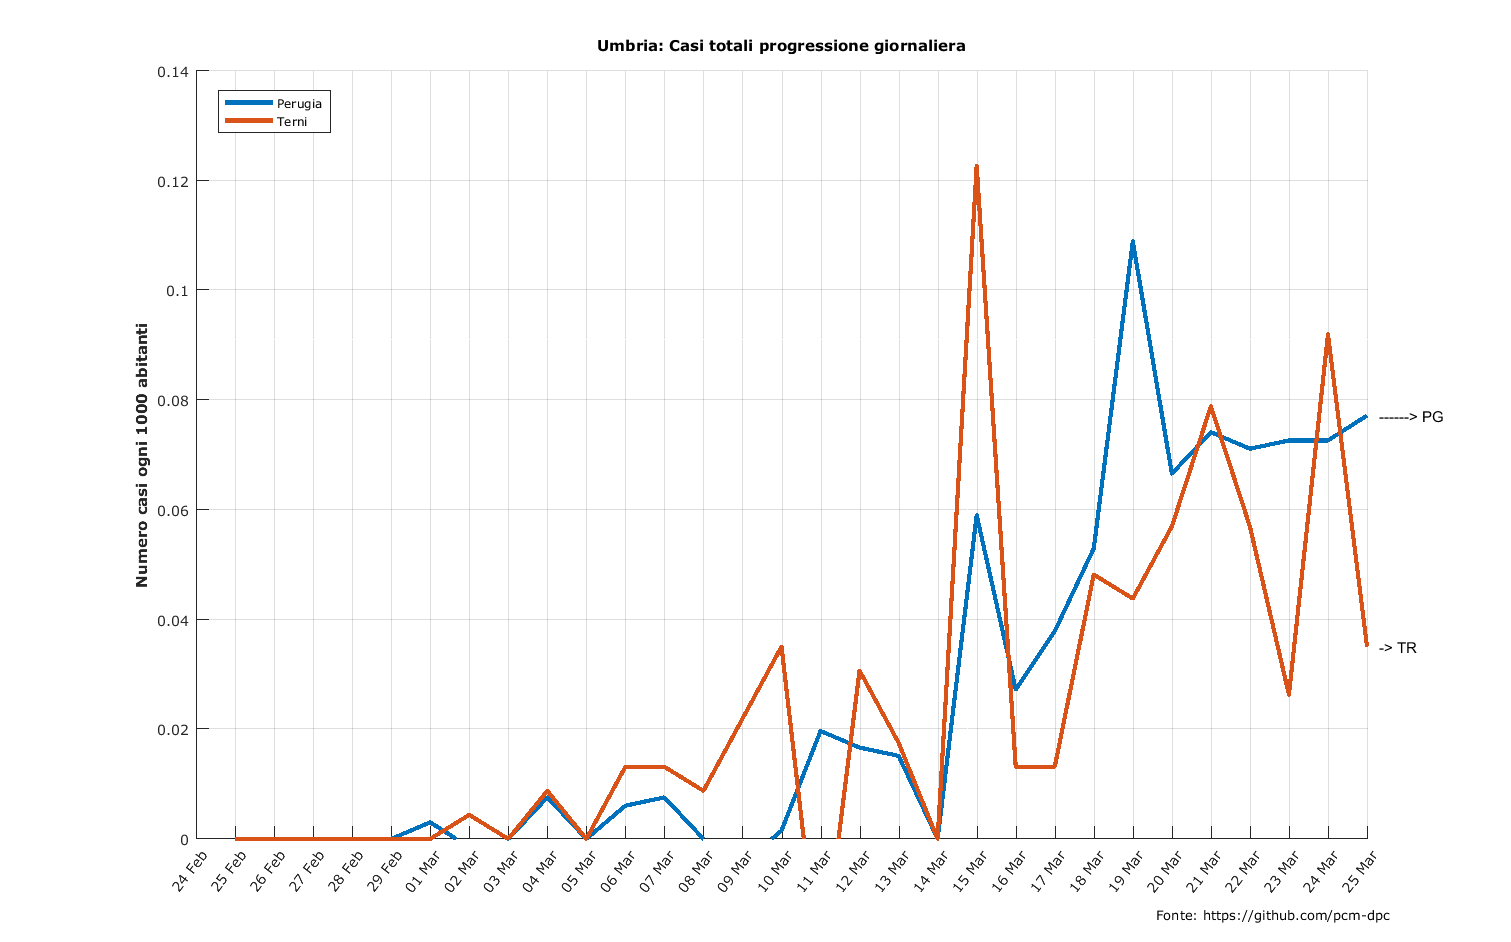 Umbria: Casi totali progressione giornaliera
0.14
0.12
0.1
0.08
0.06
0.04
0.02
0
Numero casi ogni 1000 abitanti
Perugia
Terni
------> PG
-> TR
24 Feb
25 Feb
26 Feb
27 Feb
28 Feb
29 Feb
01 Mar
02 Mar
03 Mar
04 Mar
05 Mar
06 Mar
07 Mar
08 Mar
09 Mar
10 Mar
11 Mar
12 Mar
13 Mar
14 Mar
15 Mar
16 Mar
17 Mar
18 Mar
19 Mar
20 Mar
21 Mar
22 Mar
23 Mar
24 Mar
25 Mar
Fonte: https://github.com/pcm-dpc